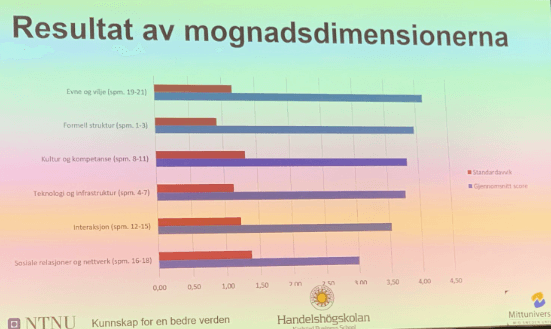 Resultat av mognadsdimensionerna
Evne og vilje (spm. 19-21)
Formell struktur (spm. 1-3)
Kultur og kompetanse (spm. 8-11)
Teknologi og infrastruktur (spm. 4-7)
Interaksjon (spm. 12-15)
Sosiale relasjoner og nettverk (spm. 16-18)
Standardavvik
Gjennomsnitt score
0,00 0,50 1,00 1,50 2,00 2,50 3,00 3,50 4,00 4,50
NTNU Kunnskap for en bedre verden
Handelshögskolan
Mittunivers